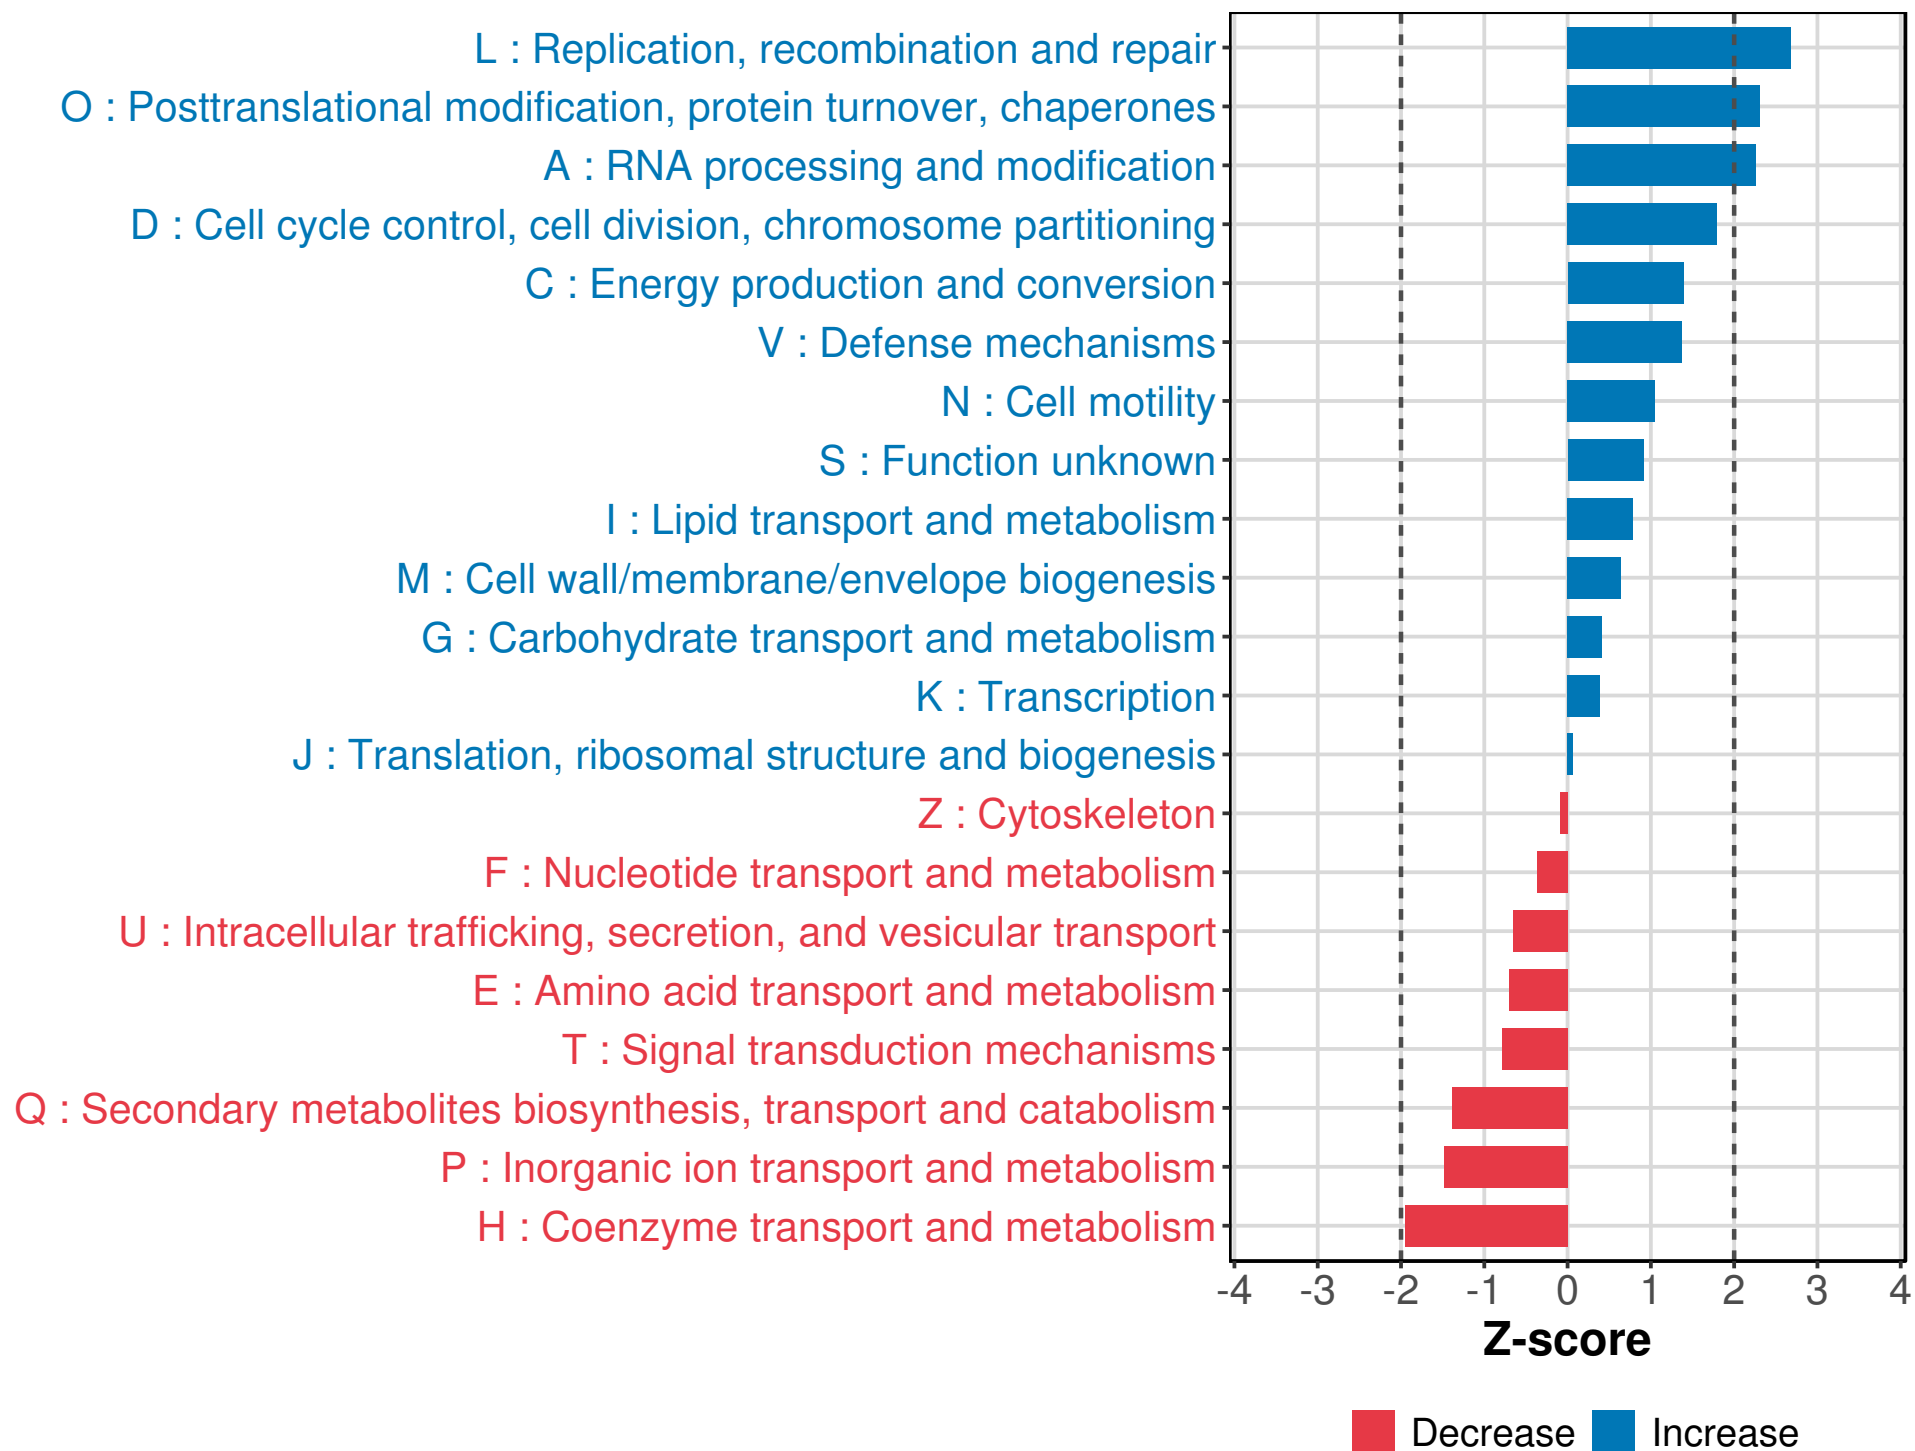 L : Replication, recombination and repair
O : Posttranslational modification, protein turnover, chaperones
A : RNA processing and modification
D : Cell cycle control, cell division, chromosome partitioning
C : Energy production and conversion
V : Defense mechanisms
N : Cell motility
S : Function unknown
I : Lipid transport and metabolism
M : Cell wall/membrane/envelope biogenesis
G : Carbohydrate transport and metabolism
K : Transcription
J : Translation, ribosomal structure and biogenesis
Z : Cytoskeleton
F : Nucleotide transport and metabolism
U : Intracellular trafficking, secretion, and vesicular transport
E : Amino acid transport and metabolism
T : Signal transduction mechanisms
Q : Secondary metabolites biosynthesis, transport and catabolism
P : Inorganic ion transport and metabolism
H : Coenzyme transport and metabolism
-4 -3 -2 -1 0 1 2 3 4
Z-score
Decrease Increase